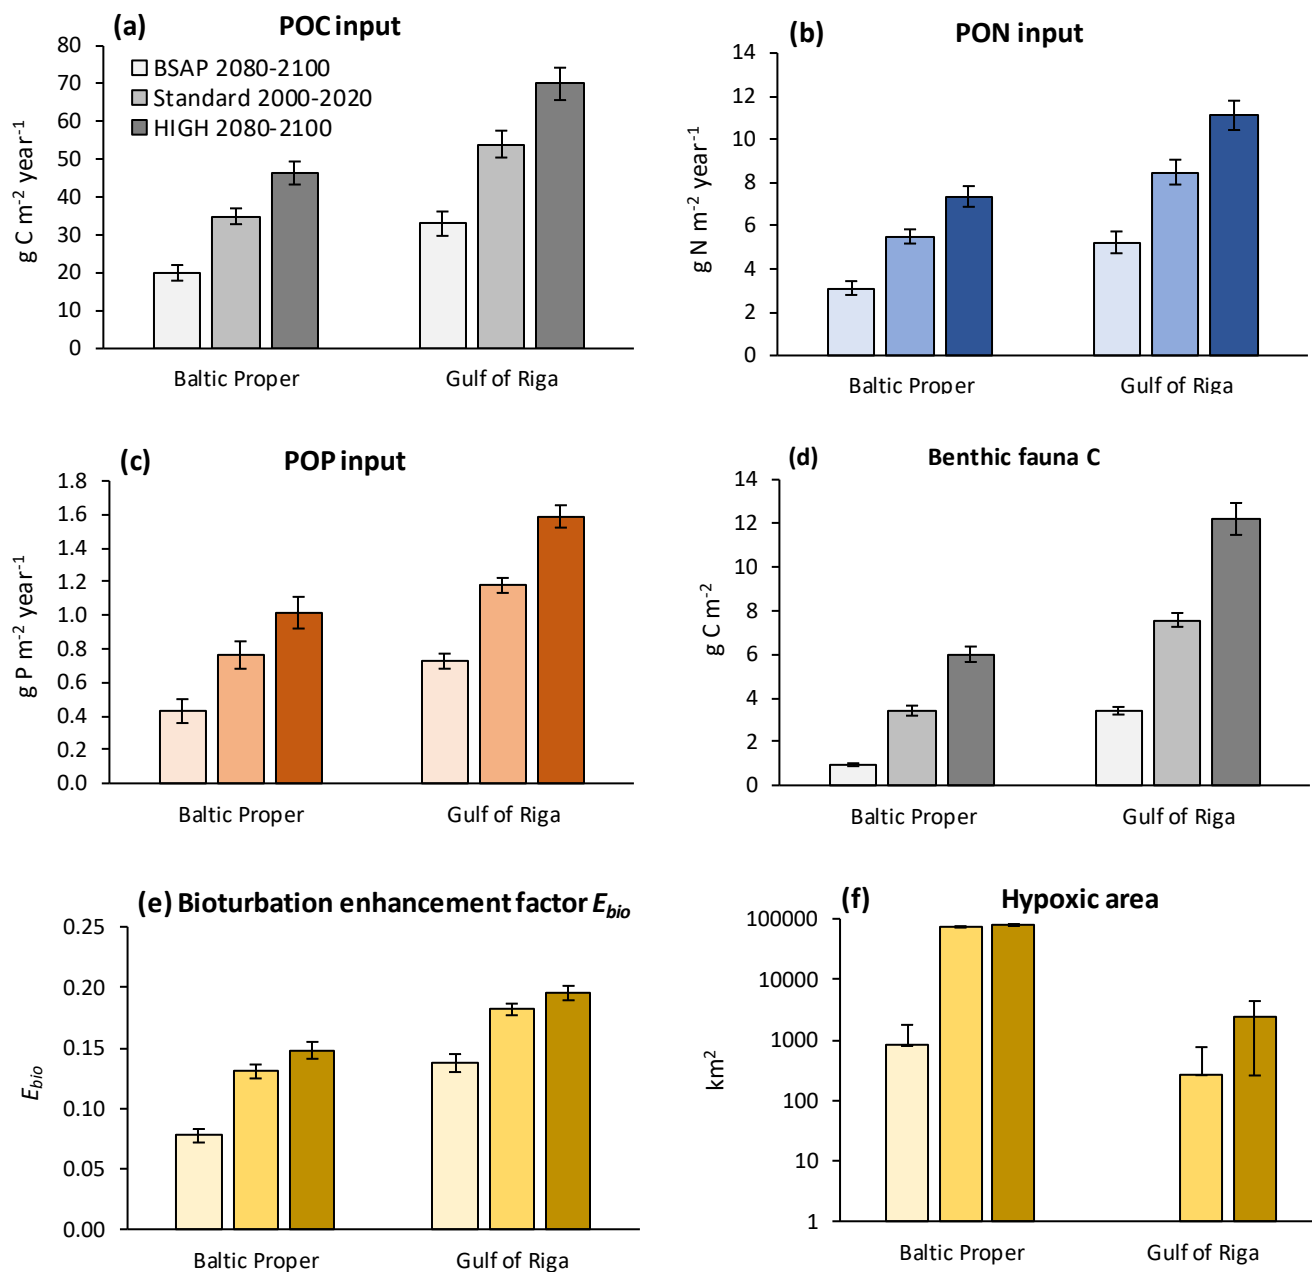 (a) POC input
80
70
60
50
40
30
20
10
0
g C m⁻² year⁻¹
BSAP 2080-2100
Standard 2000-2020
HIGH 2080-2100
Baltic Proper
Gulf of Riga
(b) PON input
14
12
10
8
6
4
2
0
g N m⁻² year⁻¹
Baltic Proper
Gulf of Riga
(c) POP input
1.8
1.6
1.4
1.2
1.0
0.8
0.6
0.4
0.2
0.0
g P m⁻² year⁻¹
Baltic Proper
Gulf of Riga
(d) Benthic fauna C
14
12
10
8
6
4
2
0
g C m⁻²
Baltic Proper
Gulf of Riga
(e) Bioturbation enhancement factor E_bio
0.25
0.20
0.15
0.10
0.05
0.00
E_bio
Baltic Proper
Gulf of Riga
(f) Hypoxic area
100000
10000
1000
100
10
1
km²
Baltic Proper
Gulf of Riga